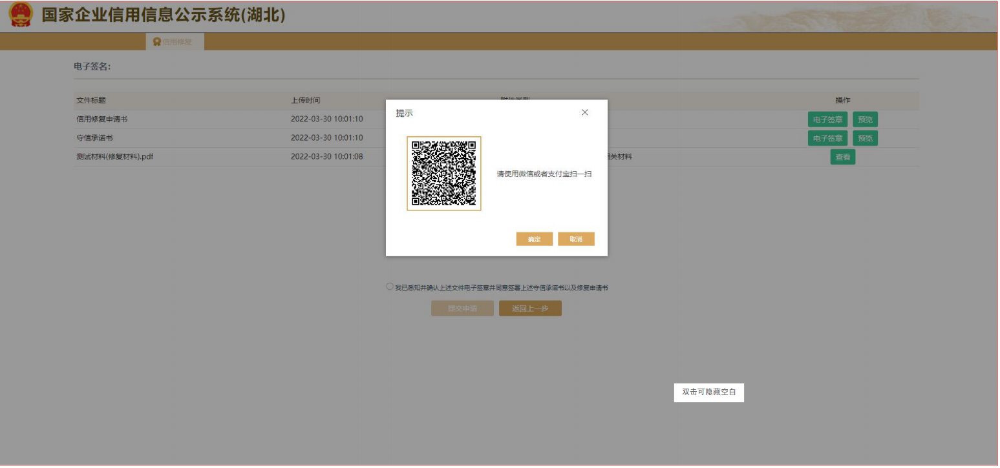 国家企业信用信息公示系统(湖北)
信用修复
电子签名：
文件标题 上传时间 附件类型 操作
信用修复申请书 2022-03-30 10:01:10 电子签章 预览
守信承诺书 2022-03-30 10:01:10 电子签章 预览
测试材料(修复材料).pdf 2022-03-30 10:01:08 相关材料 查看
提示
请使用微信或者支付宝扫一扫
确定 取消
我已悉知并确认上述文件电子签章并同意签署上述守信承诺书以及修复申请书
提交申请 返回上一步
双击可隐藏空白